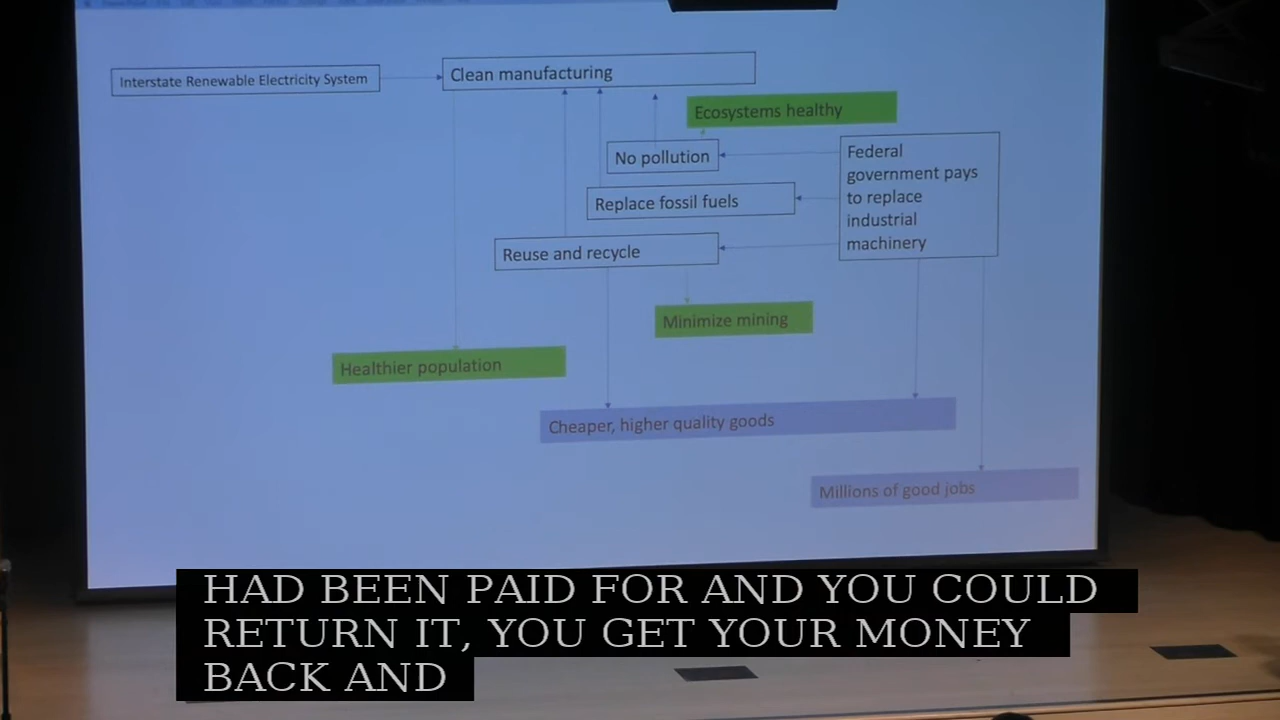 Interstate Renewable Electricity System
Clean manufacturing
Ecosystems healthy
No pollution
Federal
government pays
to replace
industrial
machinery
Replace fossil fuels
Reuse and recycle
Minimize mining
Healthier population
Cheaper, higher quality goods
Millions of good jobs
HAD BEEN PAID FOR AND YOU COULD
RETURN IT, YOU GET YOUR MONEY
BACK AND